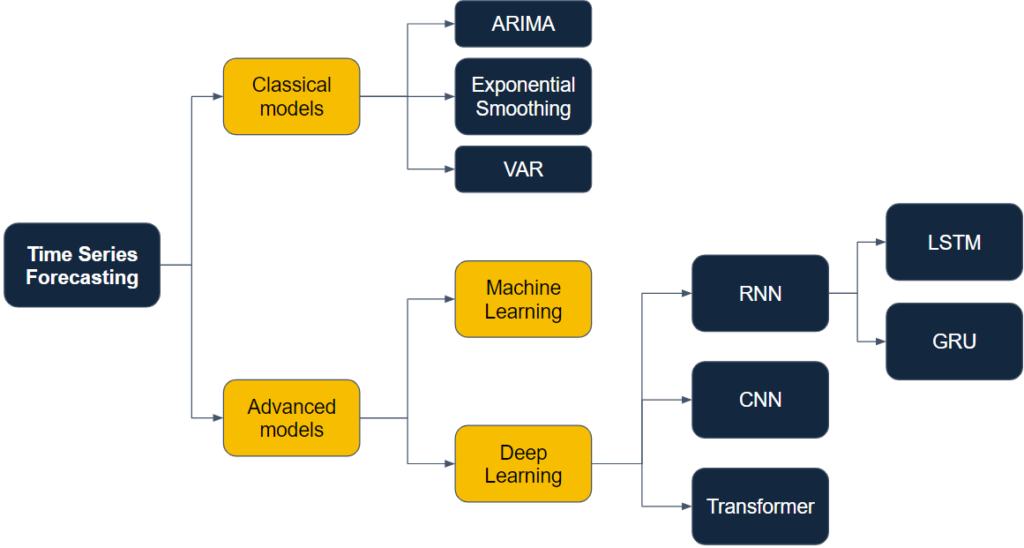 ARIMA
Classical
models
Exponential
Smoothing
VAR
Time Series
Forecasting
Machine
Learning
Advanced
models
Deep
Learning
RNN
CNN
Transformer
LSTM
GRU